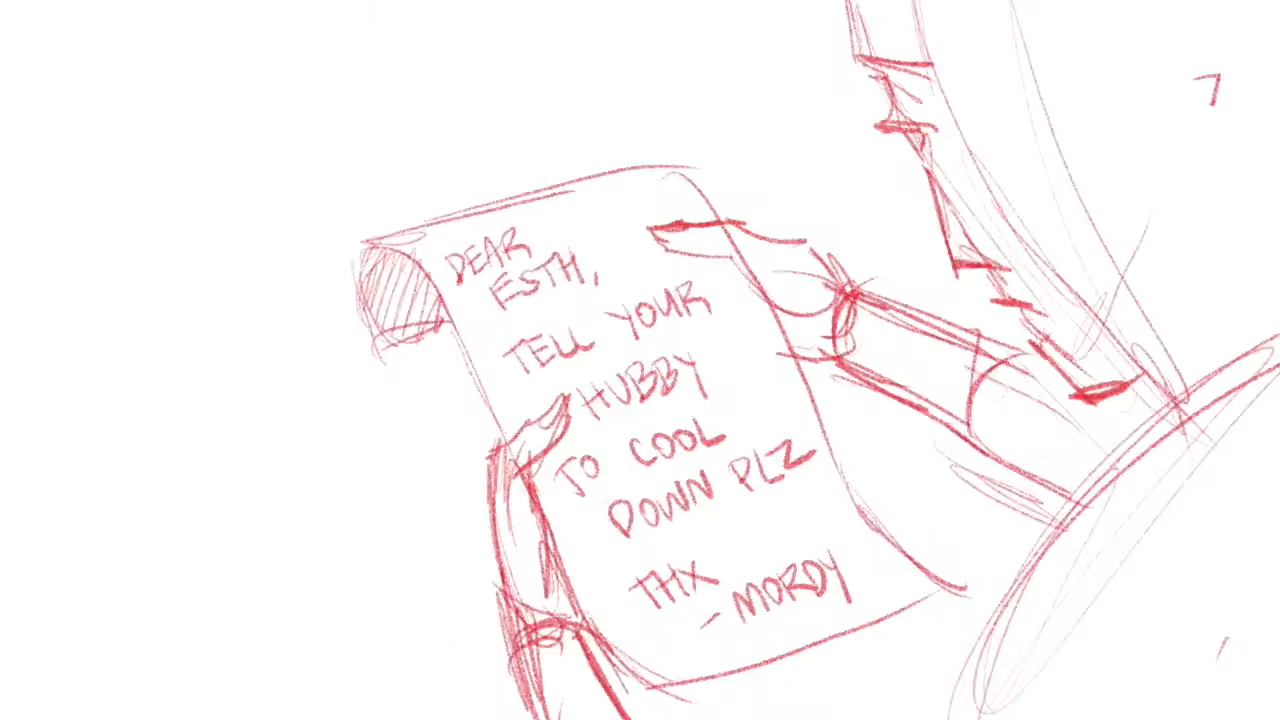 DEAR
ESTH,
TELL YOUR
HUBBY
TO COOL
DOWN PLZ
THX
-MORDY